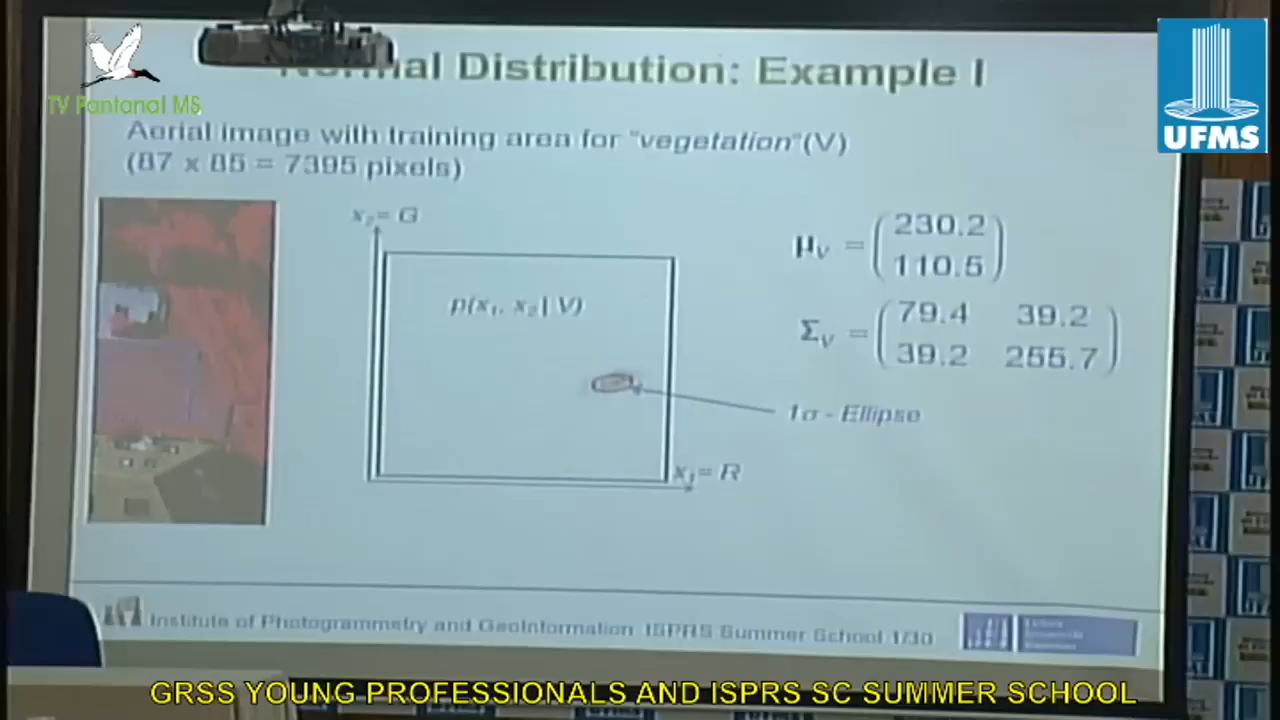 TV Pantanal MS
UFMS
Normal Distribution: Example I
Aerial image with training area for "vegetation"(V)
(87 x 85 = 7395 pixels)
x₂= G
p(x₁, x₂| V)
x₁= R
μV = (230.2
110.5)
ΣV = (79.4 39.2
39.2 255.7)
1σ - Ellipse
Institute of Photogrammetry and GeoInformation ISPRS Summer School 1/30
GRSS YOUNG PROFESSIONALS AND ISPRS SC SUMMER SCHOOL